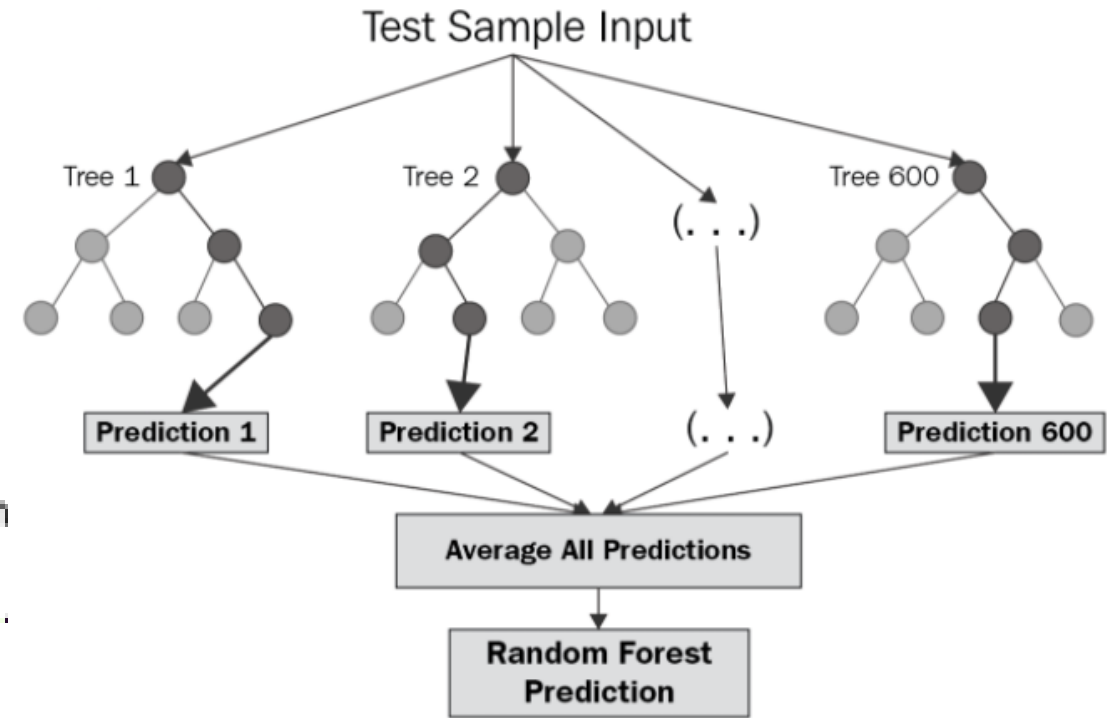 Test Sample Input
Tree 1
Tree 2
Tree 600
(. . .)
(. . .)
Prediction 1
Prediction 2
Prediction 600
Average All Predictions
Random Forest
Prediction